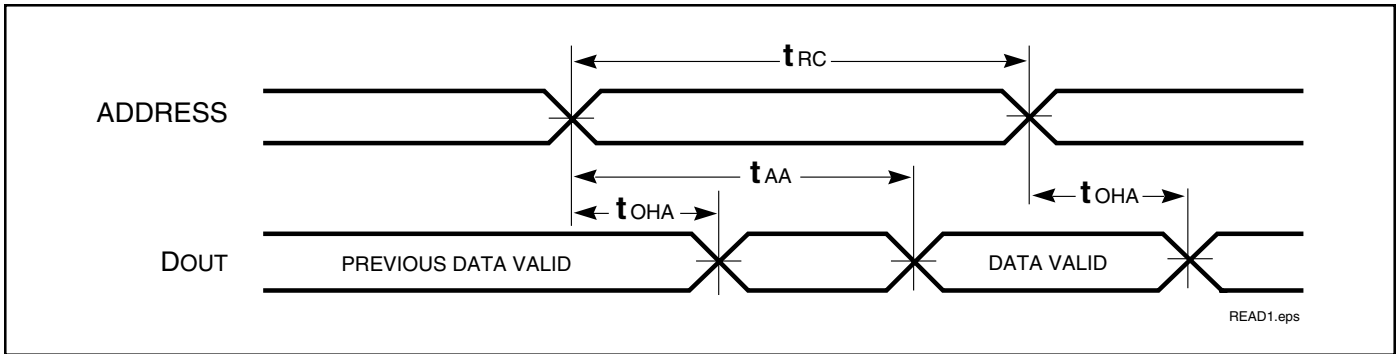 tRC
ADDRESS
tAA
tOHA
tOHA
DOUT
PREVIOUS DATA VALID
DATA VALID
READ1.eps